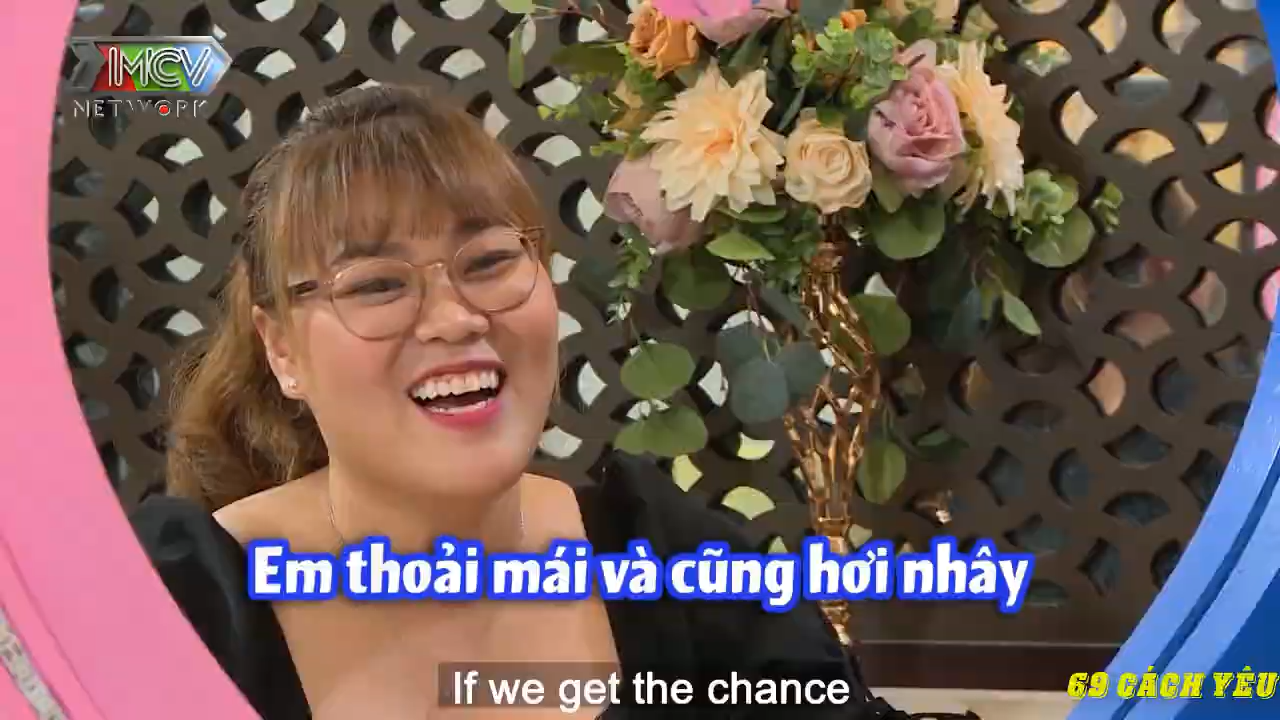 MCV
NETWORK
Em thoải mái và cũng hơi nhây
If we get the chance
69 CÁCH YÊU